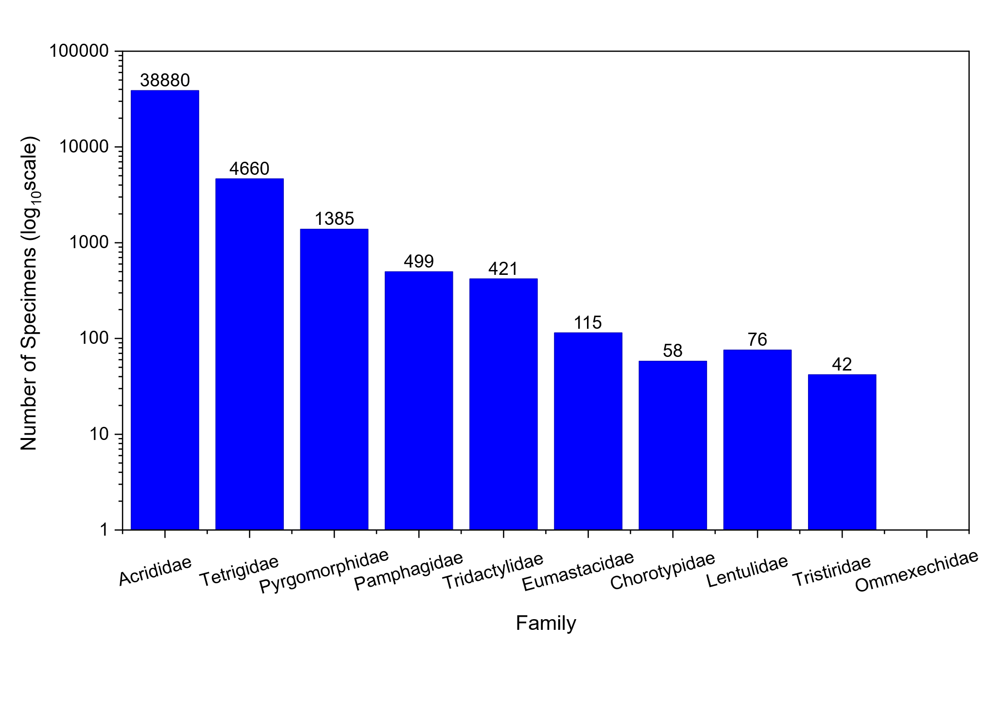 100000
10000
1000
100
10
1
Number of Specimens (log₁₀scale)
38880
4660
1385
499
421
115
58
76
42
Acrididae
Tetrigidae
Pyrgomorphidae
Pamphagidae
Tridactylidae
Eumastacidae
Chorotypidae
Lentulidae
Tristiridae
Ommexechidae
Family